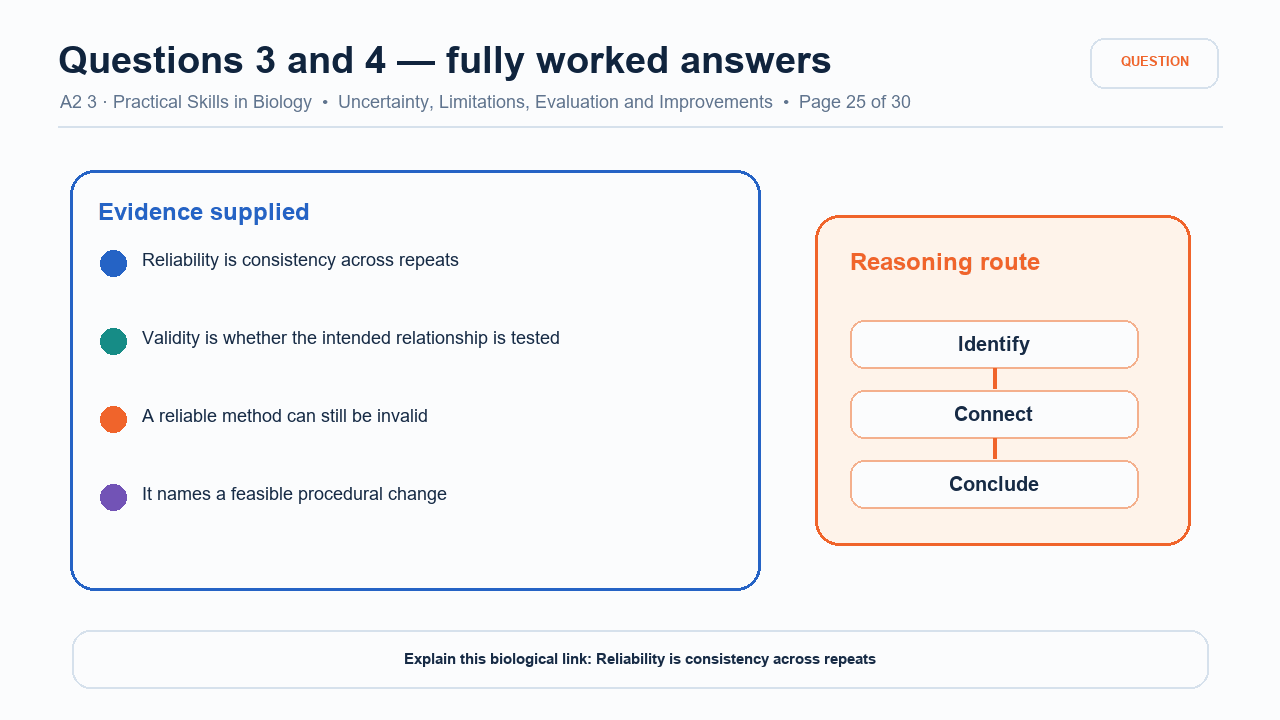 Questions 3 and 4 — fully worked answers
QUESTION
A2 3 · Practical Skills in Biology • Uncertainty, Limitations, Evaluation and Improvements • Page 25 of 30
Evidence supplied
Reliability is consistency across repeats
Validity is whether the intended relationship is tested
A reliable method can still be invalid
It names a feasible procedural change
Reasoning route
Identify
Connect
Conclude
Explain this biological link: Reliability is consistency across repeats